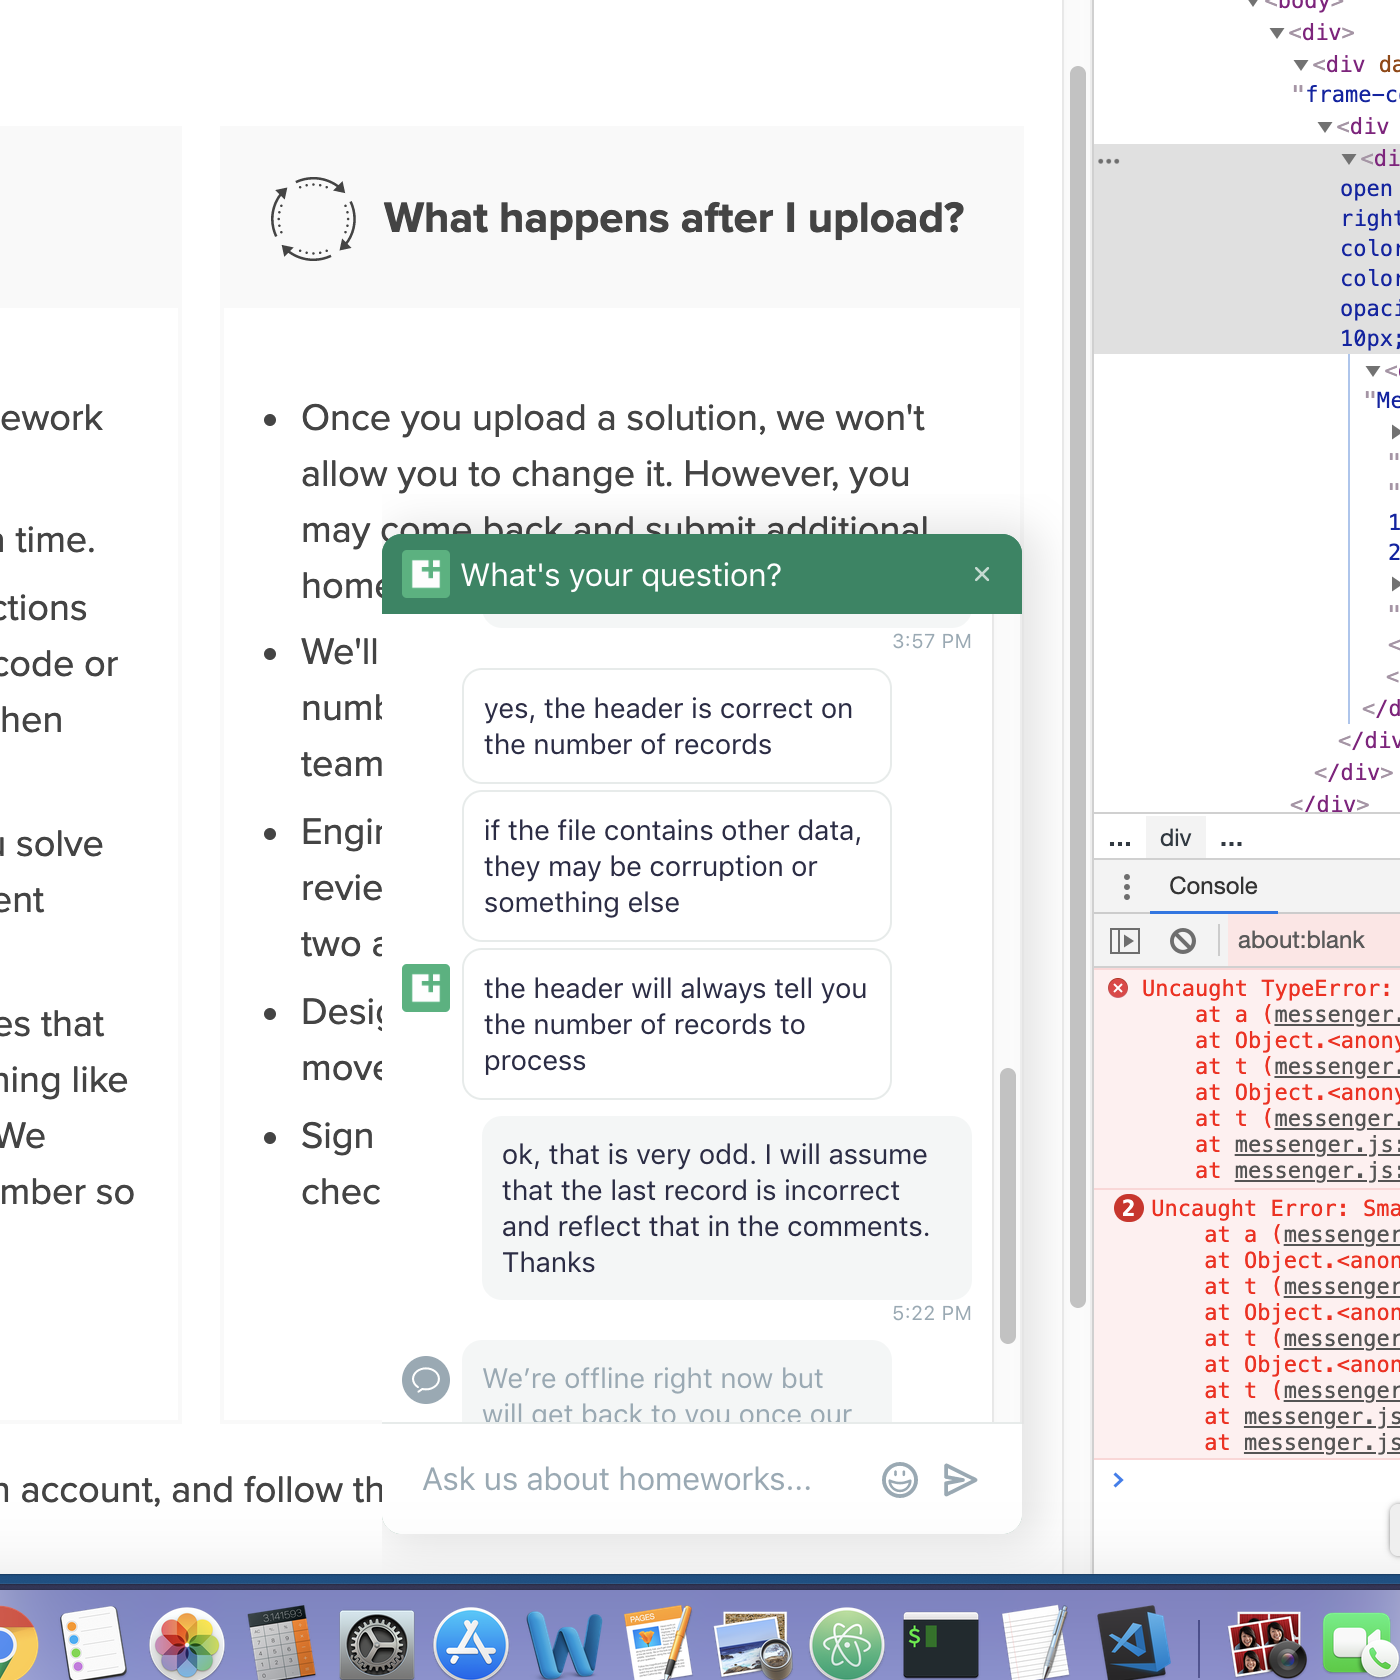 What happens after I upload?
ework
n time.
ctions
code or
hen
u solve
ent
es that
ning like
We
mber so
Once you upload a solution, we won't
allow you to change it. However, you
may come back and submit additional
home
We'll
numb
team
Engin
revie
two a
Desig
move
Sign
chec
n account, and follow th
What's your question?
3:57 PM
yes, the header is correct on
the number of records
if the file contains other data,
they may be corruption or
something else
the header will always tell you
the number of records to
process
ok, that is very odd. I will assume
that the last record is incorrect
and reflect that in the comments.
Thanks
5:22 PM
We're offline right now but
will get back to you once our
Ask us about homeworks...
<body>
<div>
<div da
"frame-c
<div
<di
open
right
color
color
opaci
10px;
"Me
1
2
</d
</div
</div>
</div>
... div ...
Console
about:blank
Uncaught TypeError:
at a (messenger.
at Object.<anony
at t (messenger.
at Object.<anony
at t (messenger.
at messenger.js:
at messenger.js:
2 Uncaught Error: Sma
at a (messenger
at Object.<anon
at t (messenger
at Object.<anon
at t (messenger
at Object.<anon
at t (messenger
at messenger.js
at messenger.js
3.141593
PAGES
$